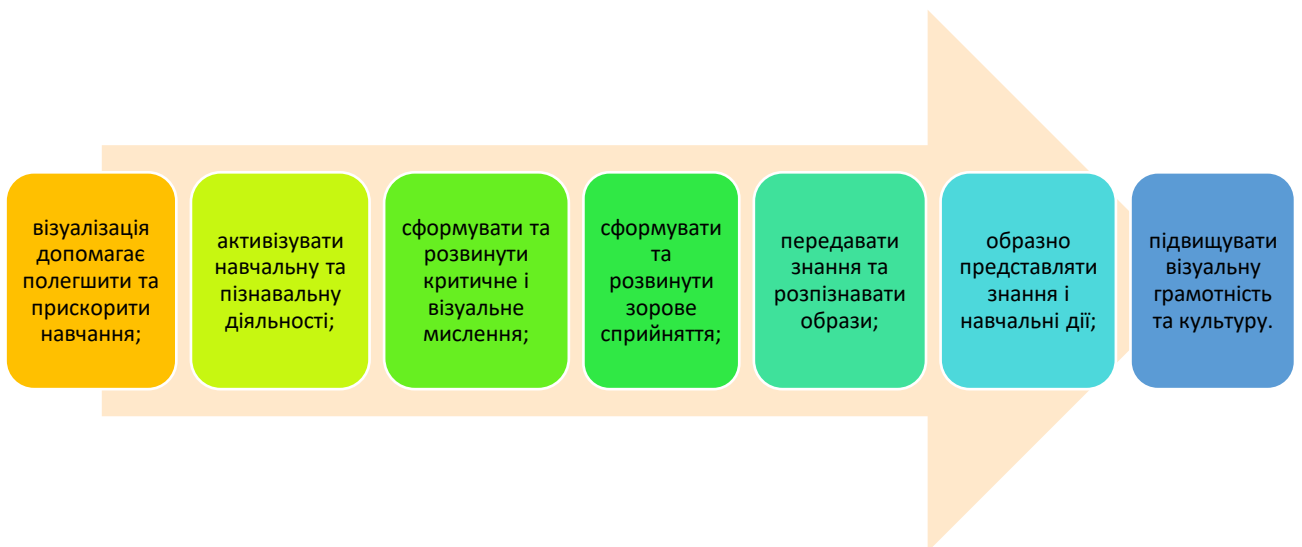 візуалізація
допомагає
полегшити та
прискорити
навчання;
активізувати
навчальну та
пізнавальну
діяльності;
сформувати та
розвинути
критичне і
візуальне
мислення;
сформувати
та
розвинути
зорове
сприйняття;
передавати
знання та
розпізнавати
образи;
образно
представляти
знання і
навчальні дії;
підвищувати
візуальну
грамотність
та культуру.